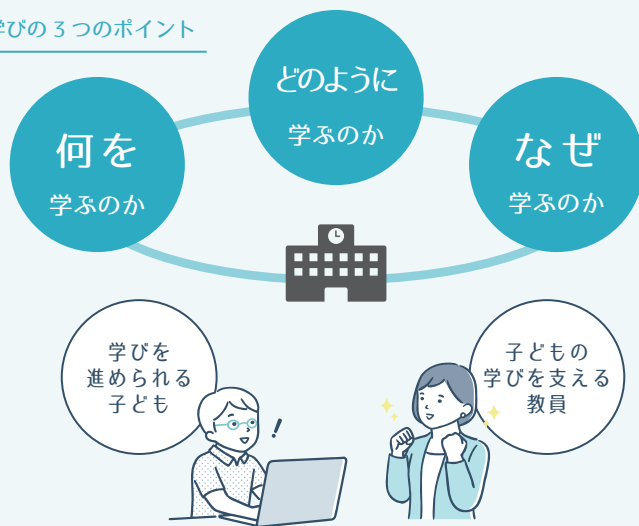 学びの3つのポイント
何を
学ぶのか
どのように
学ぶのか
なぜ
学ぶのか
学びを
進められる
子ども
子どもの
学びを支える
教員
!